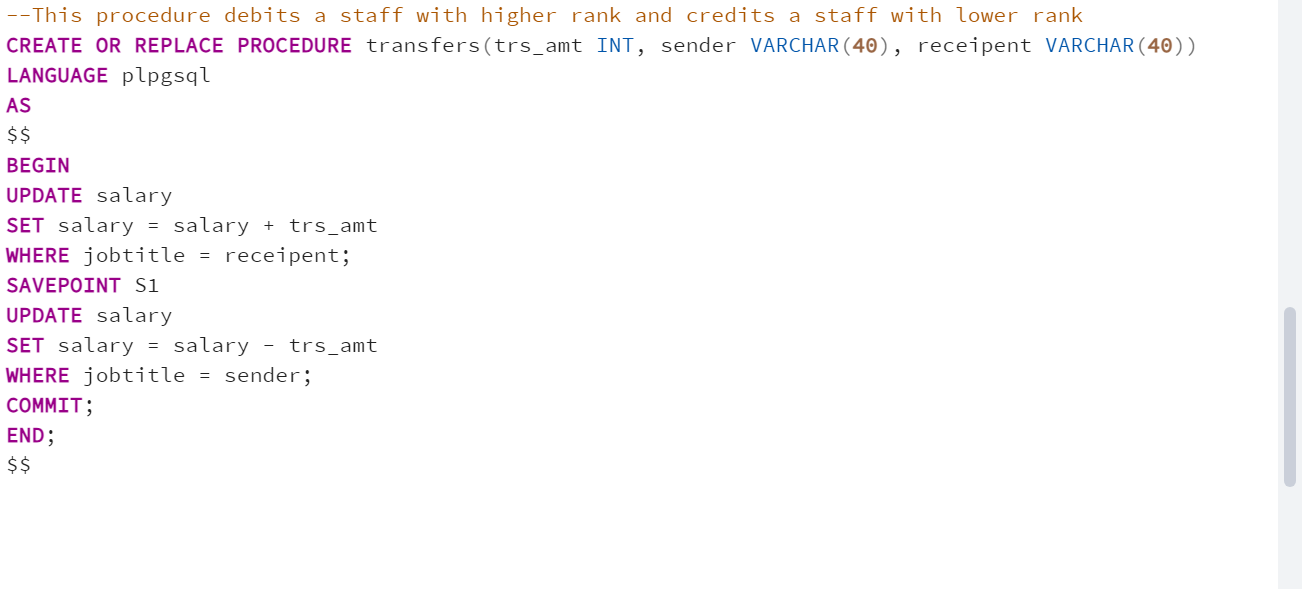 --This procedure debits a staff with higher rank and credits a staff with lower rank
CREATE OR REPLACE PROCEDURE transfers(trs_amt INT, sender VARCHAR(40), receipent VARCHAR(40))
LANGUAGE plpgsql
AS
$$
BEGIN
UPDATE salary
SET salary = salary + trs_amt
WHERE jobtitle = receipent;
SAVEPOINT S1
UPDATE salary
SET salary = salary - trs_amt
WHERE jobtitle = sender;
COMMIT;
END;
$$